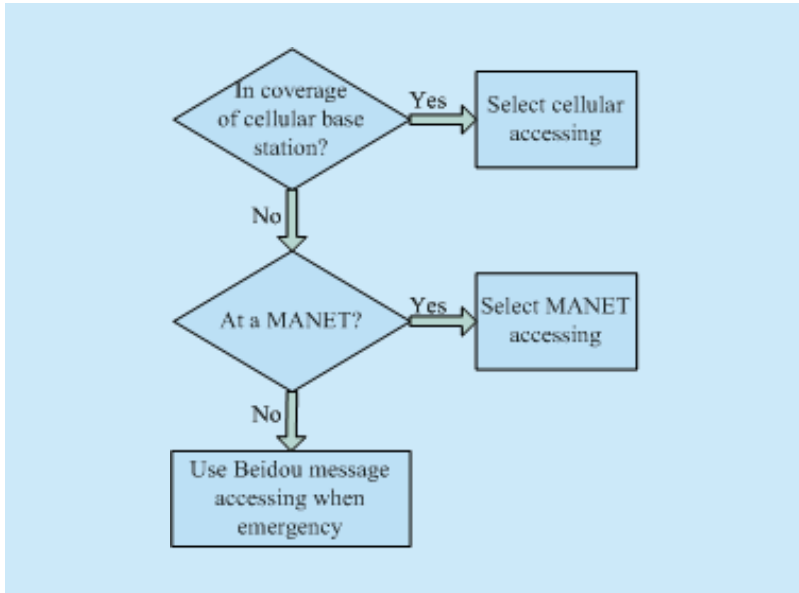 In coverage
of cellular base
station?
Yes
Select cellular
accessing
No
At a MANET?
Yes
Select MANET
accessing
No
Use Beidou message
accessing when
emergency